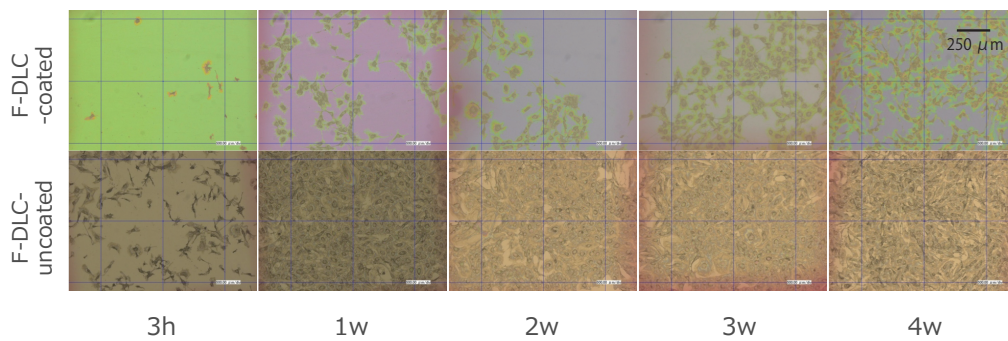 F-DLC
-coated
250 μm
F-DLC-
uncoated
3h
1w
2w
3w
4w